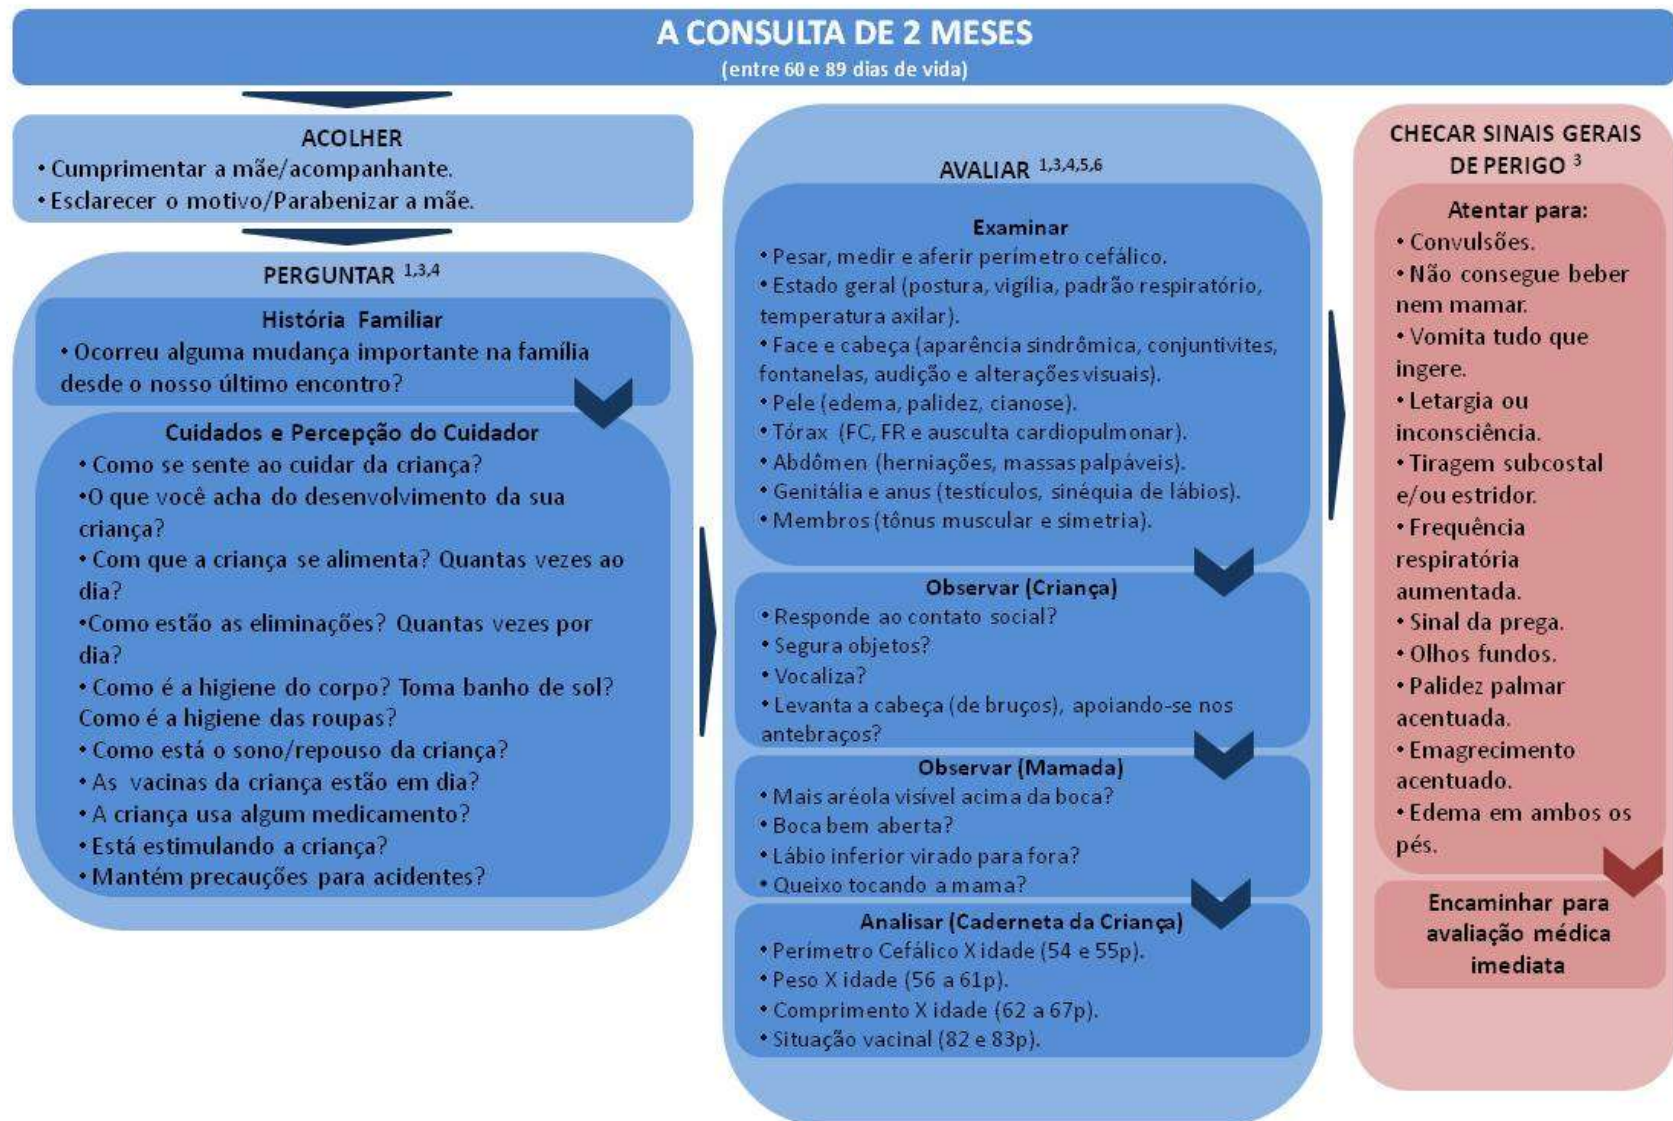 A CONSULTA DE 2 MESES
(entre 60 e 89 dias de vida)
ACOLHER
• Cumprimentar a mãe/acompanhante.
• Esclarecer o motivo/Parabenizar a mãe.
PERGUNTAR 1,3,4
História Familiar
• Ocorreu alguma mudança importante na família
desde o nosso último encontro?
Cuidados e Percepção do Cuidador
• Como se sente ao cuidar da criança?
•O que você acha do desenvolvimento da sua
criança?
• Com que a criança se alimenta? Quantas vezes ao
dia?
•Como estão as eliminações? Quantas vezes por
dia?
• Como é a higiene do corpo? Toma banho de sol?
Como é a higiene das roupas?
• Como está o sono/repouso da criança?
• As vacinas da criança estão em dia?
• A criança usa algum medicamento?
• Está estimulando a criança?
• Mantém precauções para acidentes?
AVALIAR 1,3,4,5,6
Examinar
• Pesar, medir e aferir perímetro cefálico.
• Estado geral (postura, vigília, padrão respiratório,
temperatura axilar).
• Face e cabeça (aparência sindrômica, conjuntivites,
fontanelas, audição e alterações visuais).
• Pele (edema, palidez, cianose).
• Tórax (FC, FR e ausculta cardiopulmonar).
• Abdômen (herniações, massas palpáveis).
• Genitália e anus (testículos, sinéquia de lábios).
• Membros (tônus muscular e simetria).
Observar (Criança)
• Responde ao contato social?
• Segura objetos?
• Vocaliza?
• Levanta a cabeça (de bruços), apoiando-se nos
antebraços?
Observar (Mamada)
• Mais aréola visível acima da boca?
• Boca bem aberta?
• Lábio inferior virado para fora?
• Queixo tocando a mama?
Analisar (Caderneta da Criança)
• Perímetro Cefálico X idade (54 e 55p).
• Peso X idade (56 a 61p).
• Comprimento X idade (62 a 67p).
• Situação vacinal (82 e 83p).
CHECAR SINAIS GERAIS
DE PERIGO 3
Atentar para:
• Convulsões.
• Não consegue beber
nem mamar.
• Vomita tudo que
ingere.
• Letargia ou
inconsciência.
• Tiragem subcostal
e/ou estridor.
• Frequência
respiratória
aumentada.
• Sinal da prega.
• Olhos fundos.
• Palidez palmar
acentuada.
• Emagrecimento
acentuado.
• Edema em ambos os
pés.
Encaminhar para
avaliação médica
imediata